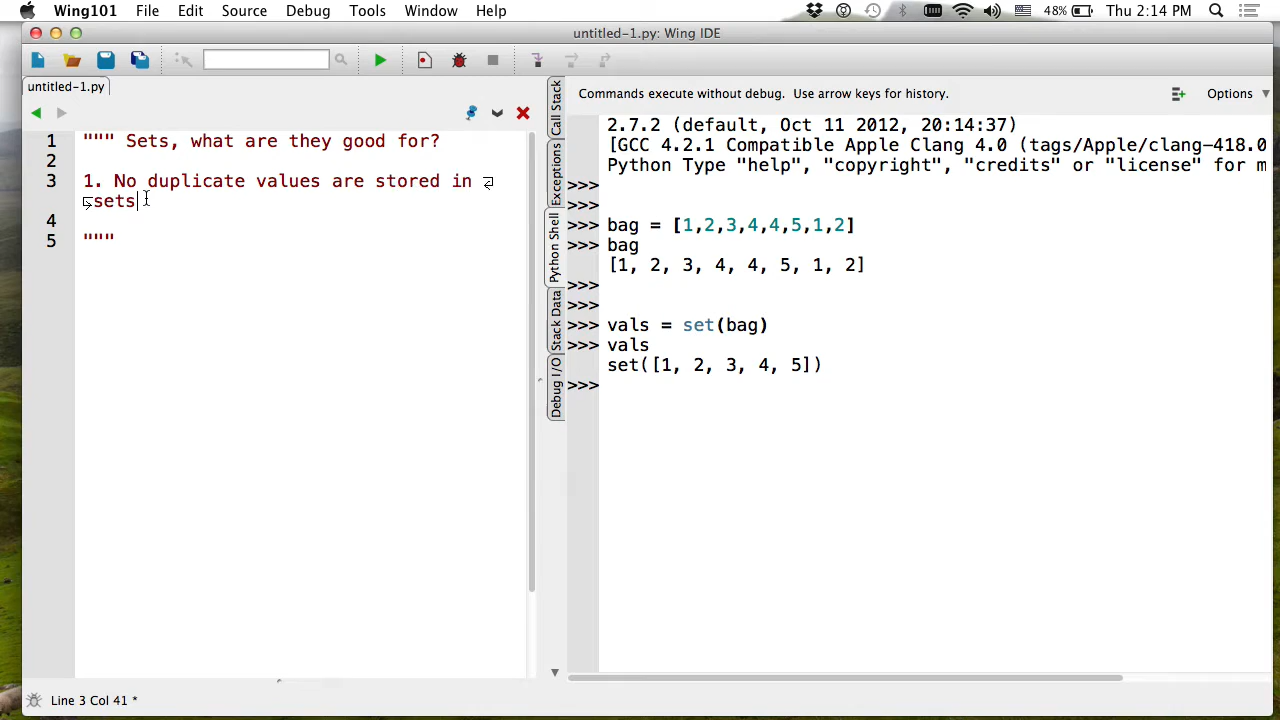 Wing101 File Edit Source Debug Tools Window Help 48% Thu 2:14 PM
untitled-1.py: Wing IDE
untitled-1.py
1 """ Sets, what are they good for?
2
3 1. No duplicate values are stored in
sets
4
5 """
Line 3 Col 41 *
Call Stack
Exceptions
Python Shell
Stack Data
Debug I/O
Commands execute without debug. Use arrow keys for history.
Options
2.7.2 (default, Oct 11 2012, 20:14:37)
[GCC 4.2.1 Compatible Apple Clang 4.0 (tags/Apple/clang-418.0
Python Type "help", "copyright", "credits" or "license" for m
>>>
>>>
>>> bag = [1,2,3,4,4,5,1,2]
>>> bag
[1, 2, 3, 4, 4, 5, 1, 2]
>>>
>>>
>>> vals = set(bag)
>>> vals
set([1, 2, 3, 4, 5])
>>>